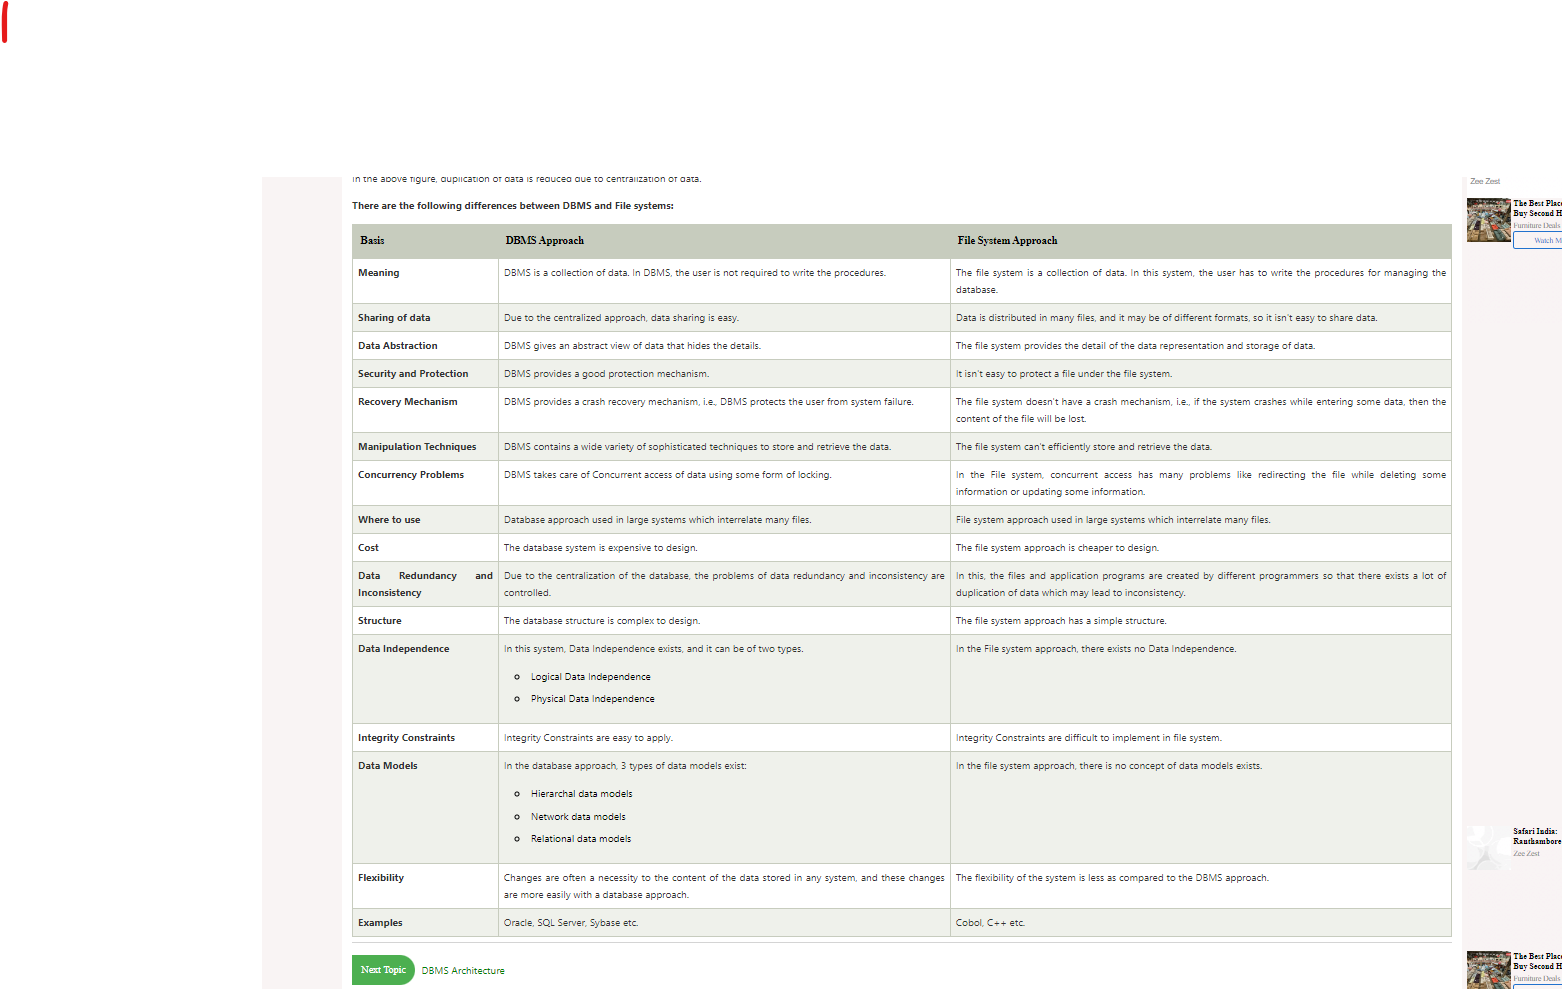 In the above figure, duplication of data is reduced due to centralization of data.
There are the following differences between DBMS and File systems:
Basis DBMS Approach File System Approach
Meaning DBMS is a collection of data. In DBMS, the user is not required to write the procedures. The file system is a collection of data. In this system, the user has to write the procedures for managing the
database.
Sharing of data Due to the centralized approach, data sharing is easy. Data is distributed in many files, and it may be of different formats, so it isn't easy to share data.
Data Abstraction DBMS gives an abstract view of data that hides the details. The file system provides the detail of the data representation and storage of data.
Security and Protection DBMS provides a good protection mechanism. It isn't easy to protect a file under the file system.
Recovery Mechanism DBMS provides a crash recovery mechanism, i.e., DBMS protects the user from system failure. The file system doesn't have a crash mechanism, i.e., if the system crashes while entering some data, then the
content of the file will be lost.
Manipulation Techniques DBMS contains a wide variety of sophisticated techniques to store and retrieve the data. The file system can't efficiently store and retrieve the data.
Concurrency Problems DBMS takes care of Concurrent access of data using some form of locking. In the File system, concurrent access has many problems like redirecting the file while deleting some
information or updating some information.
Where to use Database approach used in large systems which interrelate many files. File system approach used in large systems which interrelate many files.
Cost The database system is expensive to design. The file system approach is cheaper to design.
Data Redundancy and Due to the centralization of the database, the problems of data redundancy and inconsistency are In this, the files and application programs are created by different programmers so that there exists a lot of
Inconsistency controlled. duplication of data which may lead to inconsistency.
Structure The database structure is complex to design. The file system approach has a simple structure.
Data Independence In this system, Data Independence exists, and it can be of two types. In the File system approach, there exists no Data Independence.
Logical Data Independence
Physical Data Independence
Integrity Constraints Integrity Constraints are easy to apply. Integrity Constraints are difficult to implement in file system.
Data Models In the database approach, 3 types of data models exist: In the file system approach, there is no concept of data models exists.
Hierarchal data models
Network data models
Relational data models
Flexibility Changes are often a necessity to the content of the data stored in any system, and these changes The flexibility of the system is less as compared to the DBMS approach.
are more easily with a database approach.
Examples Oracle, SQL Server, Sybase etc. Cobol, C++ etc.
Next Topic DBMS Architecture
Zee Zest
The Best Plac
Buy Second H
Furniture Deals
Watch M
Safari India:
Ranthambore
Zee Zest
The Best Plac
Buy Second H
Furniture Deals